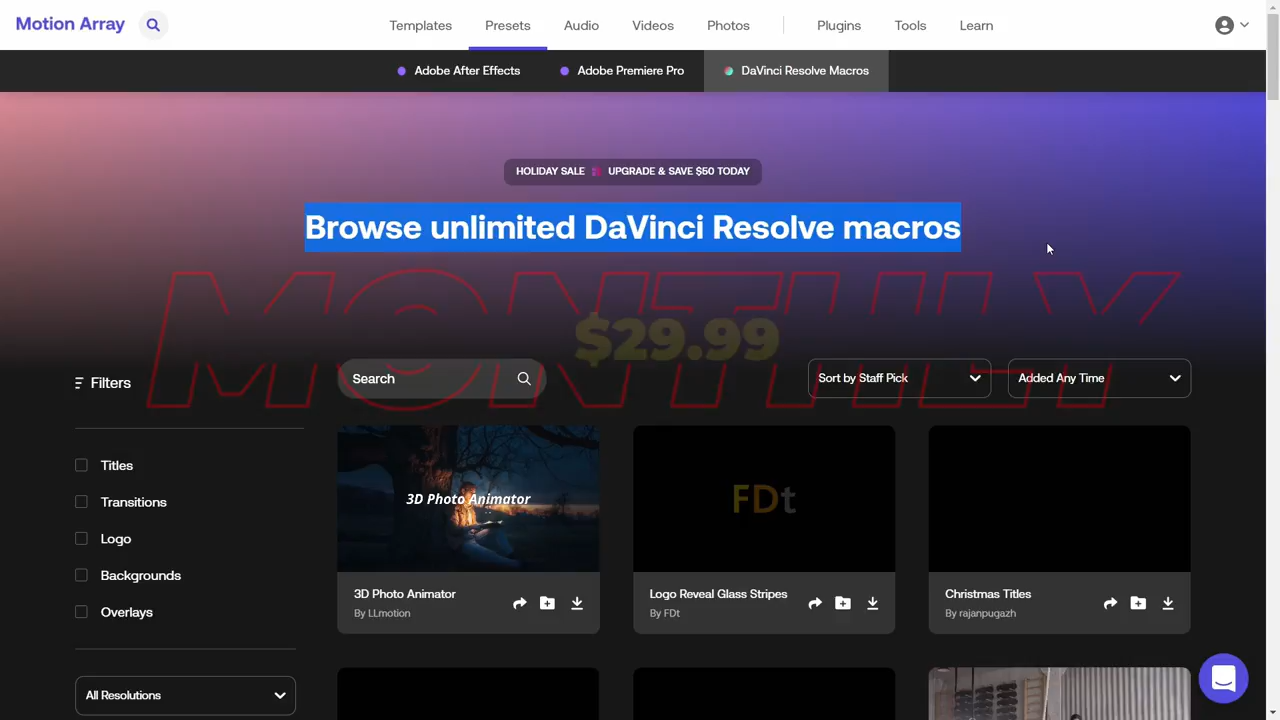 Motion Array
Templates Presets Audio Videos Photos Plugins Tools Learn
Adobe After Effects Adobe Premiere Pro DaVinci Resolve Macros
HOLIDAY SALE UPGRADE & SAVE $50 TODAY
Browse unlimited DaVinci Resolve macros
MONTHLY
$29.99
Filters
Search
Sort by Staff Pick
Added Any Time
Titles
Transitions
Logo
Backgrounds
Overlays
All Resolutions
3D Photo Animator
3D Photo Animator
By LLmotion
FDt
Logo Reveal Glass Stripes
By FDt
Christmas Titles
By rajanpugazh